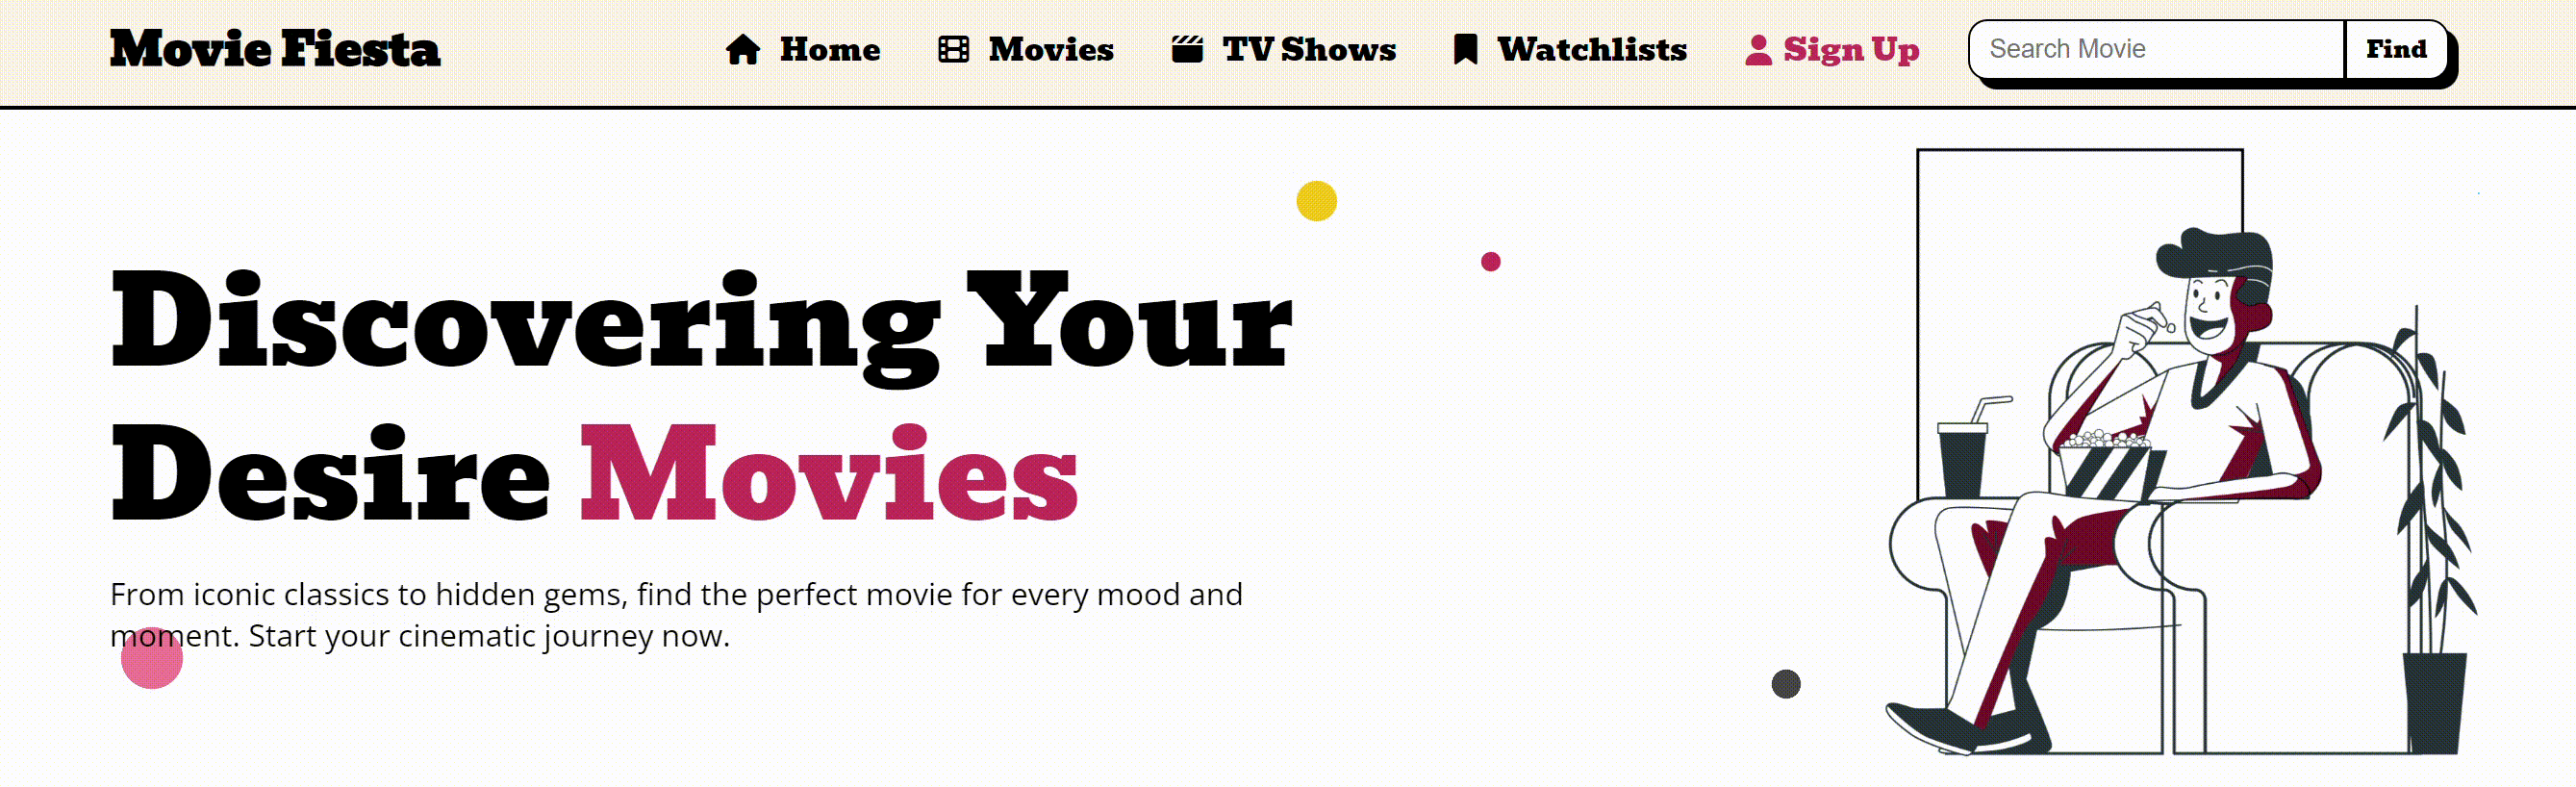 Movie Fiesta
Home
Movies
TV Shows
Watchlists
Sign Up
Search Movie
Find
Discovering Your
Desire Movies
From iconic classics to hidden gems, find the perfect movie for every mood and
moment. Start your cinematic journey now.